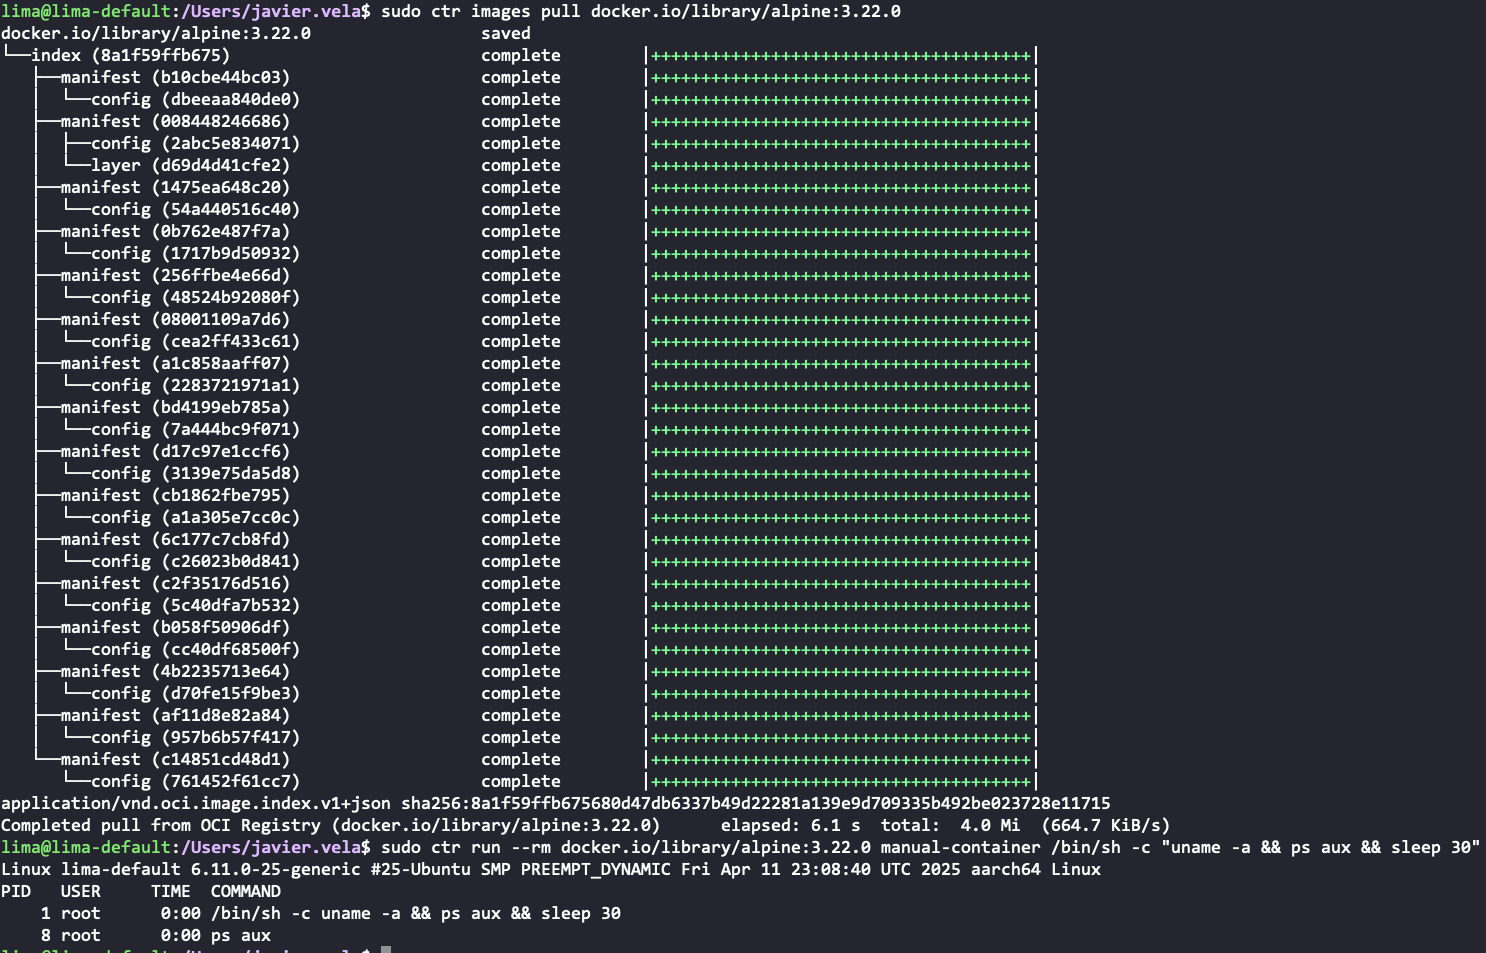 lima@lima-default:/Users/javier.vela$ sudo ctr images pull docker.io/library/alpine:3.22.0
docker.io/library/alpine:3.22.0 saved
└──index (8a1f59ffb675) complete |++++++++++++++++++++++++++++++++++++++|
├──manifest (b10cbe44bc03) complete |++++++++++++++++++++++++++++++++++++++|
│ └──config (dbeeaa840de0) complete |++++++++++++++++++++++++++++++++++++++|
├──manifest (008448246686) complete |++++++++++++++++++++++++++++++++++++++|
│ ├──config (2abc5e834071) complete |++++++++++++++++++++++++++++++++++++++|
│ └──layer (d69d4d41cfe2) complete |++++++++++++++++++++++++++++++++++++++|
├──manifest (1475ea648c20) complete |++++++++++++++++++++++++++++++++++++++|
│ └──config (54a440516c40) complete |++++++++++++++++++++++++++++++++++++++|
├──manifest (0b762e487f7a) complete |++++++++++++++++++++++++++++++++++++++|
│ └──config (1717b9d50932) complete |++++++++++++++++++++++++++++++++++++++|
├──manifest (256ffbe4e66d) complete |++++++++++++++++++++++++++++++++++++++|
│ └──config (48524b92080f) complete |++++++++++++++++++++++++++++++++++++++|
├──manifest (08001109a7d6) complete |++++++++++++++++++++++++++++++++++++++|
│ └──config (cea2ff433c61) complete |++++++++++++++++++++++++++++++++++++++|
├──manifest (a1c858aaff07) complete |++++++++++++++++++++++++++++++++++++++|
│ └──config (2283721971a1) complete |++++++++++++++++++++++++++++++++++++++|
├──manifest (bd4199eb785a) complete |++++++++++++++++++++++++++++++++++++++|
│ └──config (7a444bc9f071) complete |++++++++++++++++++++++++++++++++++++++|
├──manifest (d17c97e1ccf6) complete |++++++++++++++++++++++++++++++++++++++|
│ └──config (3139e75da5d8) complete |++++++++++++++++++++++++++++++++++++++|
├──manifest (cb1862fbe795) complete |++++++++++++++++++++++++++++++++++++++|
│ └──config (a1a305e7cc0c) complete |++++++++++++++++++++++++++++++++++++++|
├──manifest (6c177c7cb8fd) complete |++++++++++++++++++++++++++++++++++++++|
│ └──config (c26023b0d841) complete |++++++++++++++++++++++++++++++++++++++|
├──manifest (c2f35176d516) complete |++++++++++++++++++++++++++++++++++++++|
│ └──config (5c40dfa7b532) complete |++++++++++++++++++++++++++++++++++++++|
├──manifest (b058f50906df) complete |++++++++++++++++++++++++++++++++++++++|
│ └──config (cc40df68500f) complete |++++++++++++++++++++++++++++++++++++++|
├──manifest (4b2235713e64) complete |++++++++++++++++++++++++++++++++++++++|
│ └──config (d70fe15f9be3) complete |++++++++++++++++++++++++++++++++++++++|
├──manifest (af11d8e82a84) complete |++++++++++++++++++++++++++++++++++++++|
│ └──config (957b6b57f417) complete |++++++++++++++++++++++++++++++++++++++|
└──manifest (c14851cd48d1) complete |++++++++++++++++++++++++++++++++++++++|
└──config (761452f61cc7) complete |++++++++++++++++++++++++++++++++++++++|
application/vnd.oci.image.index.v1+json sha256:8a1f59ffb675680d47db6337b49d22281a139e9d709335b492be023728e11715
Completed pull from OCI Registry (docker.io/library/alpine:3.22.0) elapsed: 6.1 s total: 4.0 Mi (664.7 KiB/s)
lima@lima-default:/Users/javier.vela$ sudo ctr run --rm docker.io/library/alpine:3.22.0 manual-container /bin/sh -c "uname -a && ps aux && sleep 30"
Linux lima-default 6.11.0-25-generic #25-Ubuntu SMP PREEMPT_DYNAMIC Fri Apr 11 23:08:40 UTC 2025 aarch64 Linux
PID USER TIME COMMAND
1 root 0:00 /bin/sh -c uname -a && ps aux && sleep 30
8 root 0:00 ps aux
lima@lima-default:/Users/javier.vela$